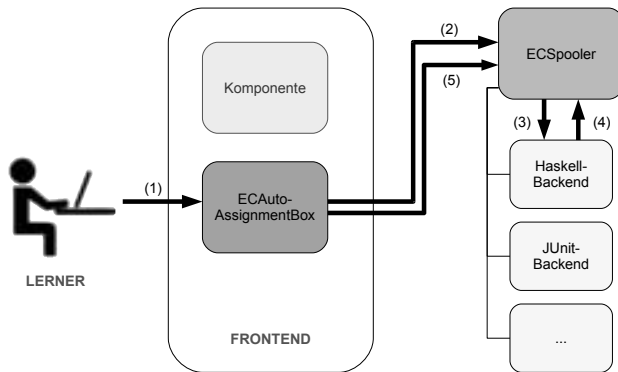 (2)
ECSpooler
(5)
Komponente
(3)
(4)
(1)
ECAuto-
AssignmentBox
Haskell-
Backend
JUnit-
Backend
LERNER
FRONTEND
...